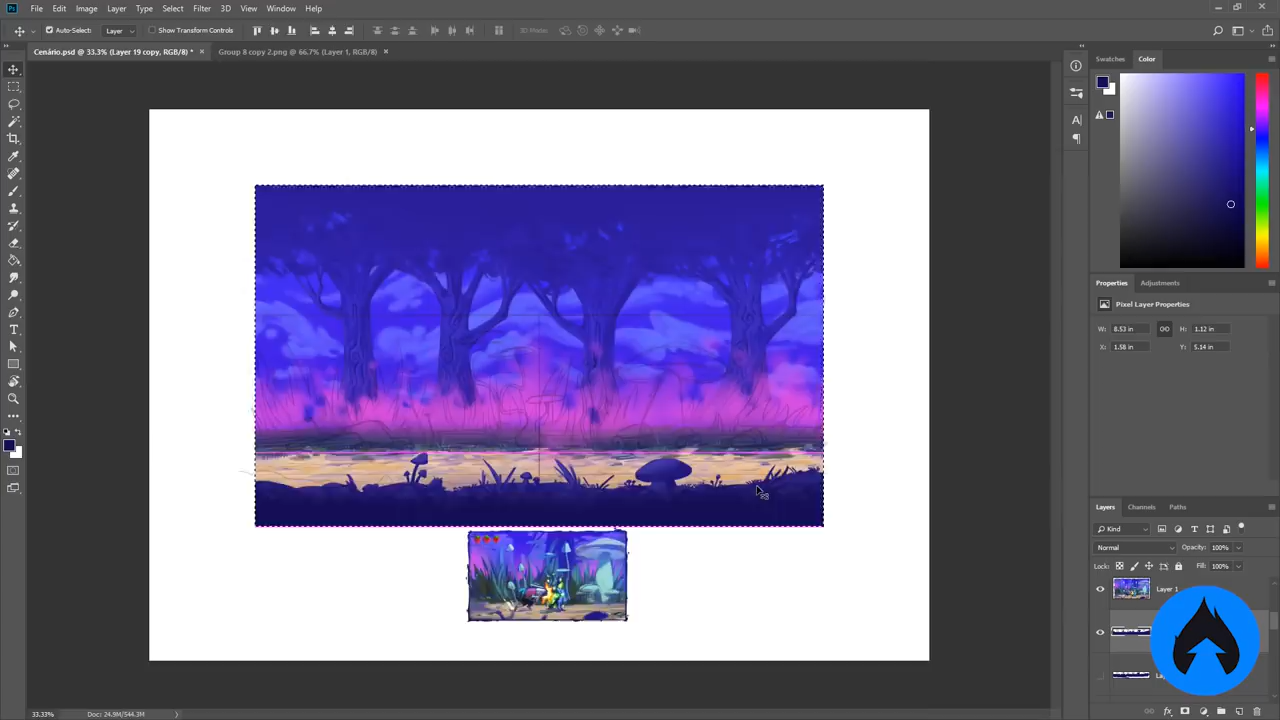 Ps File Edit Image Layer Type Select Filter 3D View Window Help
Auto-Select: Layer Show Transform Controls 3D Mode:
Cenário.psd @ 33.3% (Layer 19 copy, RGB/8) * × Group 8 copy 2.png @ 66.7% (Layer 1, RGB/8) ×
Swatches Color
Properties Adjustments
Pixel Layer Properties
W: 8.53 in H: 1.12 in
X: 1.58 in Y: 5.14 in
Layers Channels Paths
Kind
Normal Opacity: 100%
Lock: Fill: 100%
Layer 1
33.33% Doc: 24.9M/544.3M